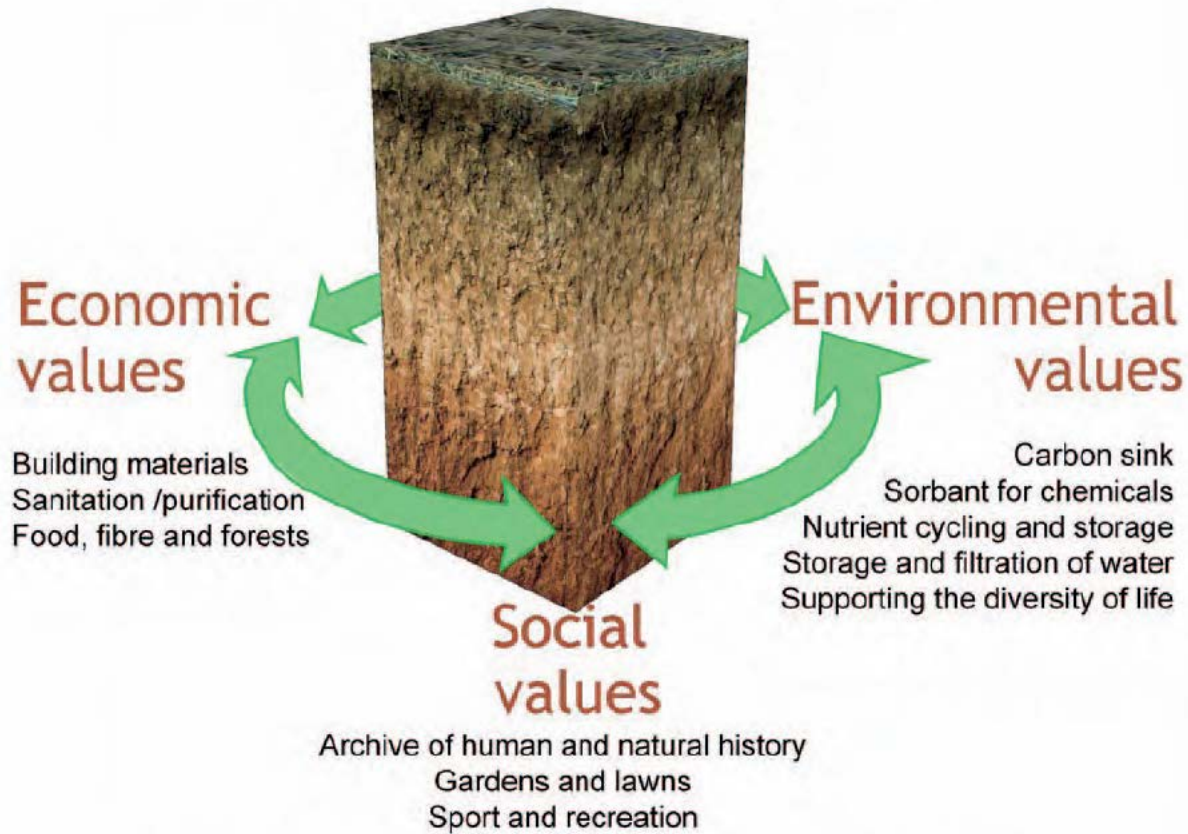 Economic
values
Building materials
Sanitation /purification
Food, fibre and forests
Environmental
values
Carbon sink
Sorbant for chemicals
Nutrient cycling and storage
Storage and filtration of water
Supporting the diversity of life
Social
values
Archive of human and natural history
Gardens and lawns
Sport and recreation